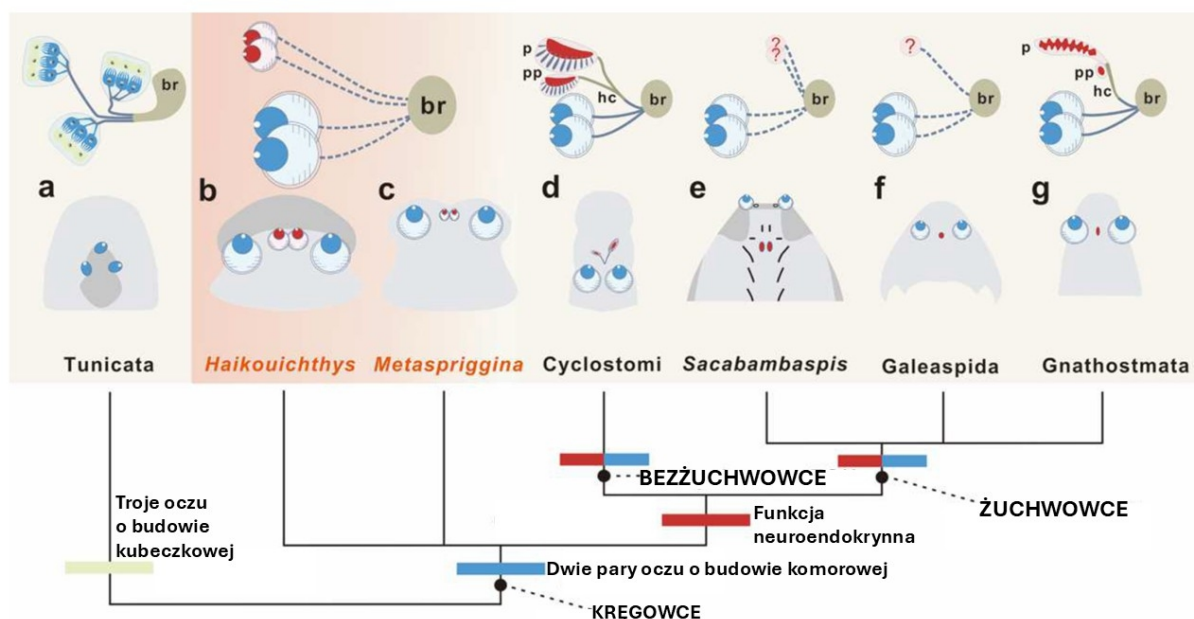 br
br
p
pp
hc
br
?
?
br
?
br
p
pp
hc
br
a
b
c
d
e
f
g
Tunicata
Haikouichthys
Metaspriggina
Cyclostomi
Sacabambaspis
Galeaspida
Gnathostmata
BEZŻUCHWOWCE
Troje oczu
o budowie
kubeczkowej
ŻUCHWOWCE
Funkcja
neuroendokrynna
Dwie pary oczu o budowie komorowej
KREGOWCE